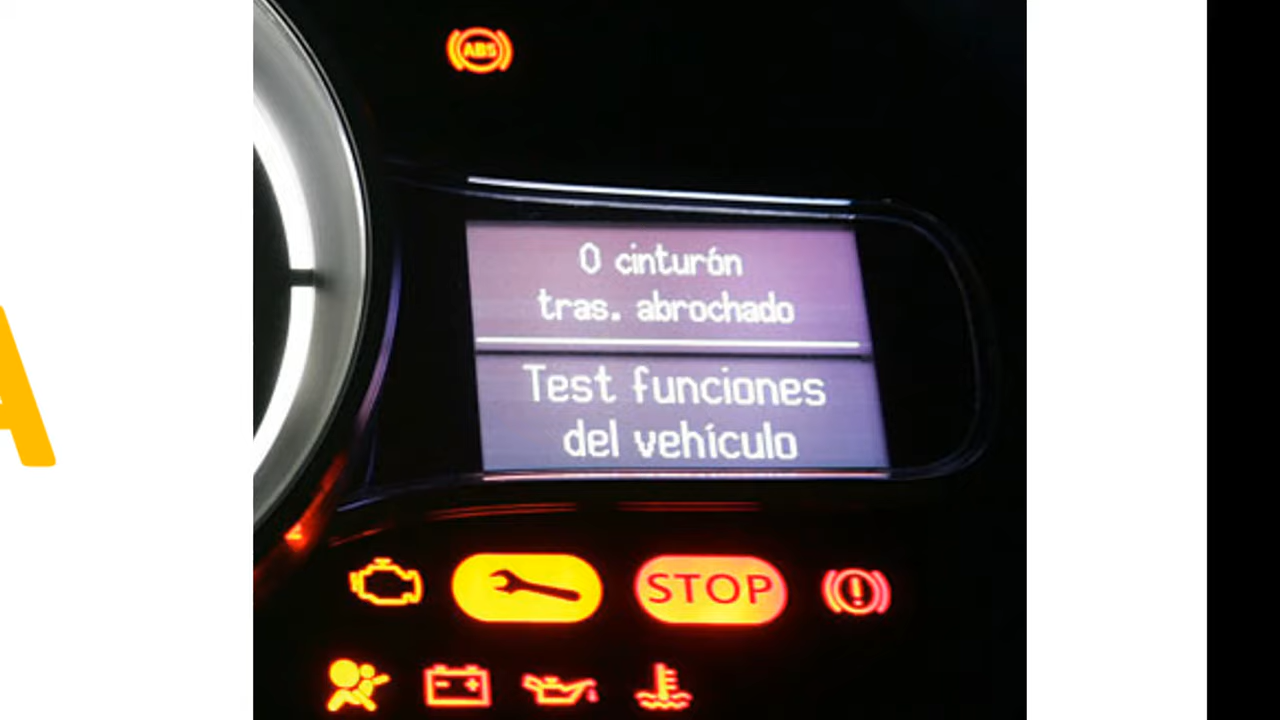 A
ABS
0 cinturón
tras. abrochado
Test funciones
del vehículo
STOP